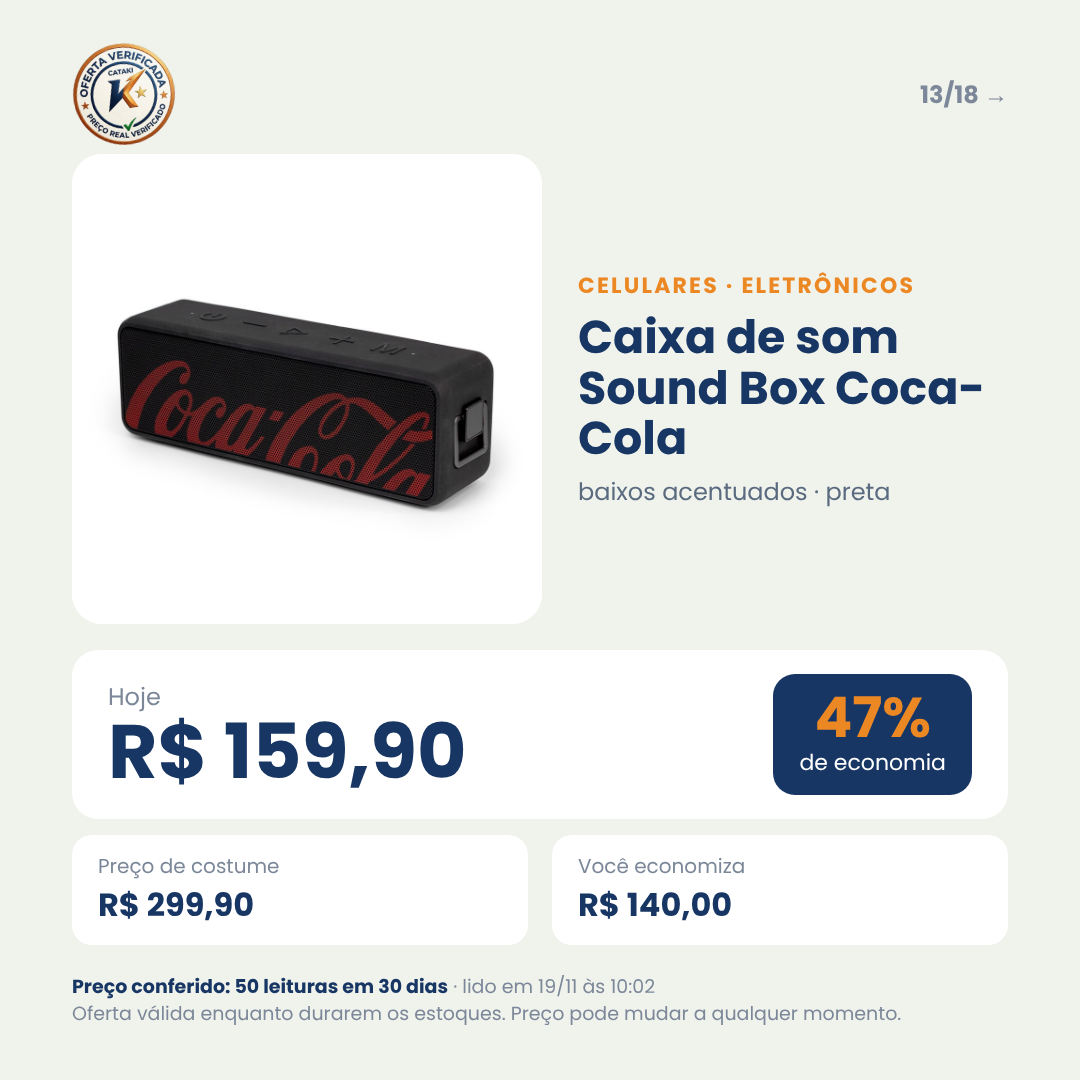 OFERTA VERIFICADA
CATAKI
K
PREÇO REAL VERIFICADO
13/18 →
Coca-Cola
CELULARES · ELETRÔNICOS
Caixa de som
Sound Box Coca-
Cola
baixos acentuados · preta
Hoje
R$ 159,90
47%
de economia
Preço de costume
R$ 299,90
Você economiza
R$ 140,00
Preço conferido: 50 leituras em 30 dias · lido em 19/11 às 10:02
Oferta válida enquanto durarem os estoques. Preço pode mudar a qualquer momento.